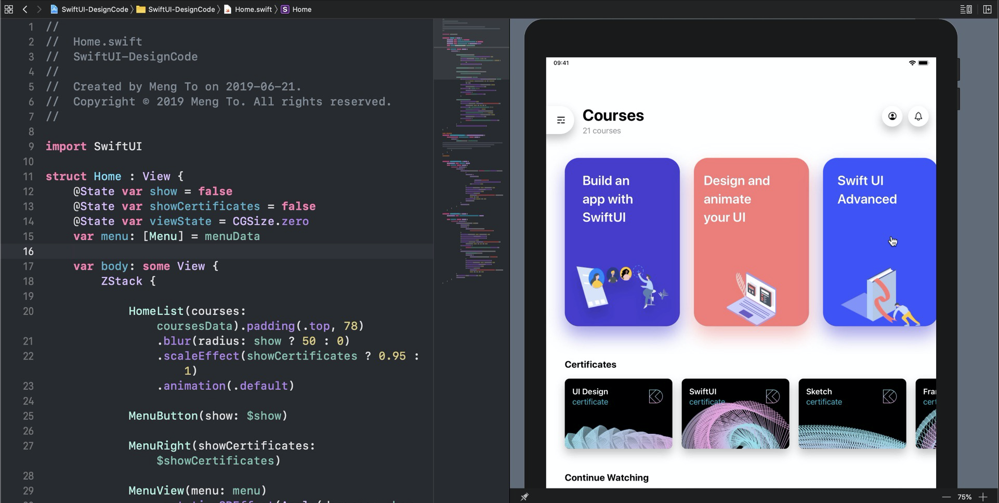 SwiftUI-DesignCode SwiftUI-DesignCode Home.swift S Home
1 //
2 // Home.swift
3 // SwiftUI-DesignCode
4 //
5 // Created by Meng To on 2019-06-21.
6 // Copyright © 2019 Meng To. All rights reserved.
7 //
8
9 import SwiftUI
10
11 struct Home : View {
12 @State var show = false
13 @State var showCertificates = false
14 @State var viewState = CGSize.zero
15 var menu: [Menu] = menuData
16
17 var body: some View {
18 ZStack {
19
20 HomeList(courses:
coursesData).padding(.top, 78)
21 .blur(radius: show ? 50 : 0)
22 .scaleEffect(showCertificates ? 0.95 :
1)
23 .animation(.default)
24
25 MenuButton(show: $show)
26
27 MenuRight(showCertificates:
$showCertificates)
28
29 MenuView(menu: menu)
09:41
Courses
21 courses
Build an
app with
SwiftUI
Design and
animate
your UI
Swift UI
Advanced
Certificates
UI Design
certificate
SwiftUI
certificate
Sketch
certificate
Continue Watching
75%